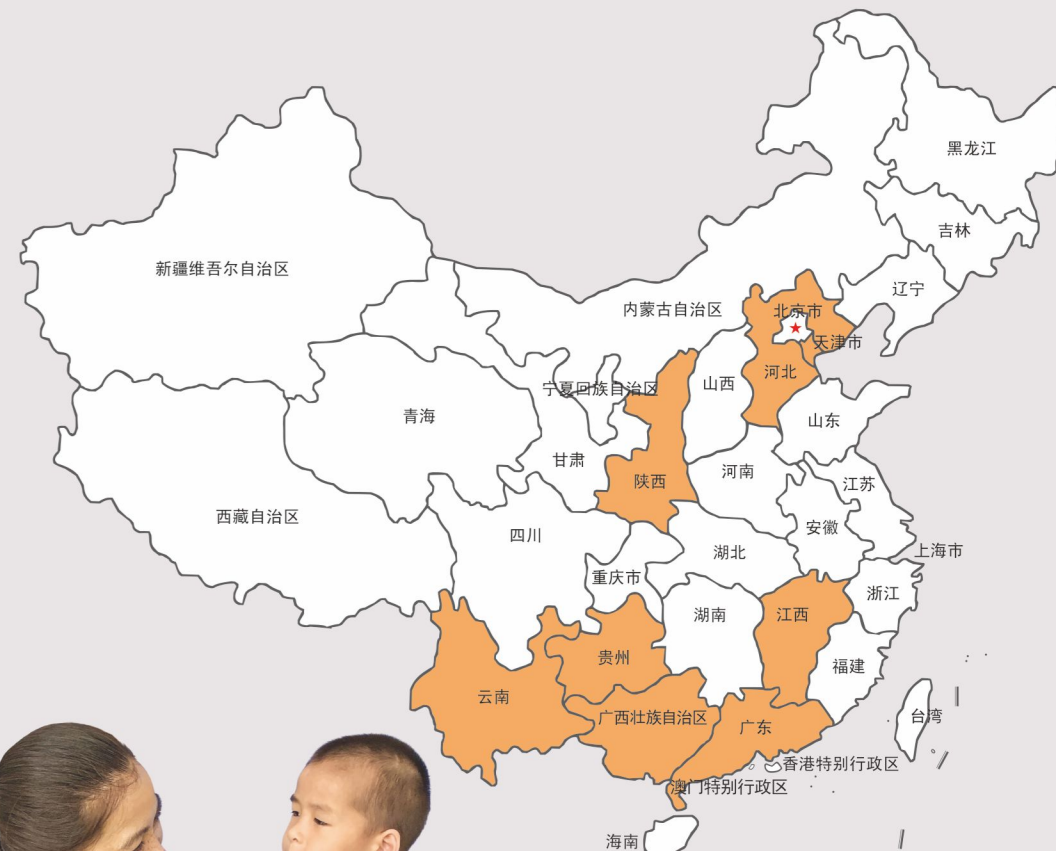 黑龙江
吉林
辽宁
新疆维吾尔自治区
内蒙古自治区
北京市
天津市
河北
山西
宁夏回族自治区
青海
山东
甘肃
陕西
河南
江苏
西藏自治区
四川
安徽
湖北
上海市
重庆市
浙江
湖南
江西
贵州
福建
云南
广西壮族自治区
广东
台湾
香港特别行政区
澳门特别行政区
海南